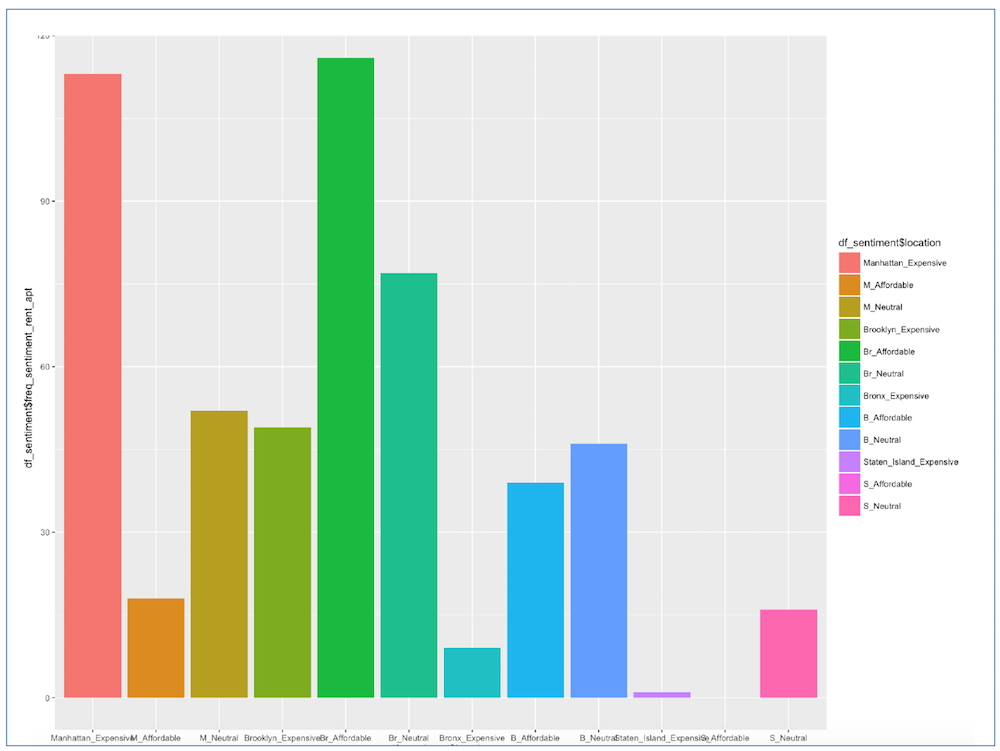 120
90
60
30
0
df_sentiment$freq_sentiment_rent_apt
Manhattan_Expensive M_Affordable M_Neutral Brooklyn_Expensive Br_Affordable Br_Neutral Bronx_Expensive B_Affordable B_Neutral Staten_Island_Expensive S_Affordable S_Neutral
df_sentiment$location
Manhattan_Expensive
M_Affordable
M_Neutral
Brooklyn_Expensive
Br_Affordable
Br_Neutral
Bronx_Expensive
B_Affordable
B_Neutral
Staten_Island_Expensive
S_Affordable
S_Neutral